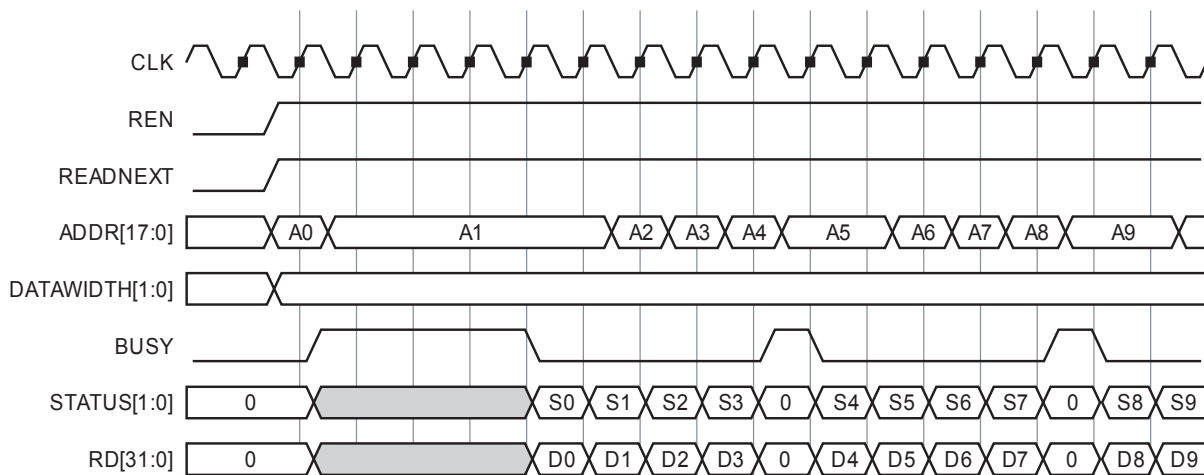 CLK
REN
READNEXT
ADDR[17:0] A0 A1 A2 A3 A4 A5 A6 A7 A8 A9
DATAWIDTH[1:0]
BUSY
STATUS[1:0] 0 S0 S1 S2 S3 0 S4 S5 S6 S7 0 S8 S9
RD[31:0] 0 D0 D1 D2 D3 0 D4 D5 D6 D7 0 D8 D9